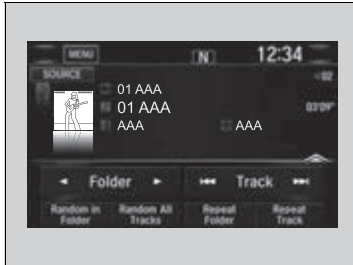 MENU N 12:34
SOURCE
01 AAA
01 AAA 03'09"
AAA AAA
Folder Track
Random in Folder Random All Tracks Repeat Folder Repeat Track